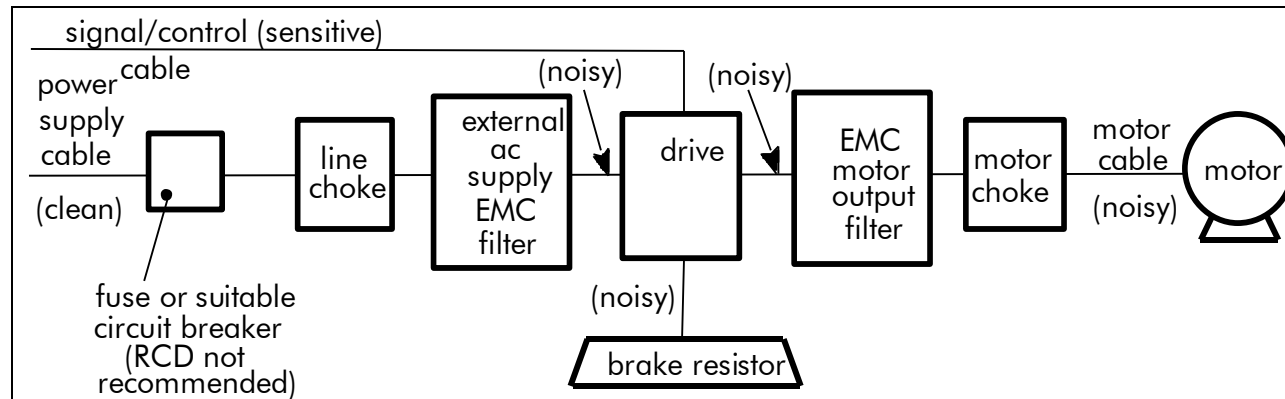 signal/control (sensitive)
cable
power
supply
cable
(clean)
fuse or suitable
circuit breaker
(RCD not
recommended)
line
choke
external
ac
supply
EMC
filter
(noisy)
drive
(noisy)
brake resistor
(noisy)
EMC
motor
output
filter
motor
choke
motor
cable
(noisy)
motor